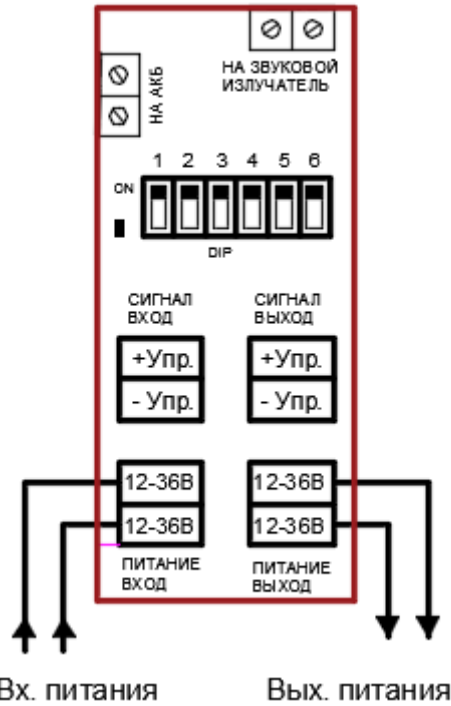 НА АКБ
НА ЗВУКОВОЙ
ИЗЛУЧАТЕЛЬ
1 2 3 4 5 6
ON
DIP
СИГНАЛ
ВХОД
СИГНАЛ
ВЫХОД
+Упр.
- Упр.
+Упр.
- Упр.
12-36В
12-36В
12-36В
12-36В
ПИТАНИЕ
ВХОД
ПИТАНИЕ
ВЫХОД
Вх. питания
Вых. питания